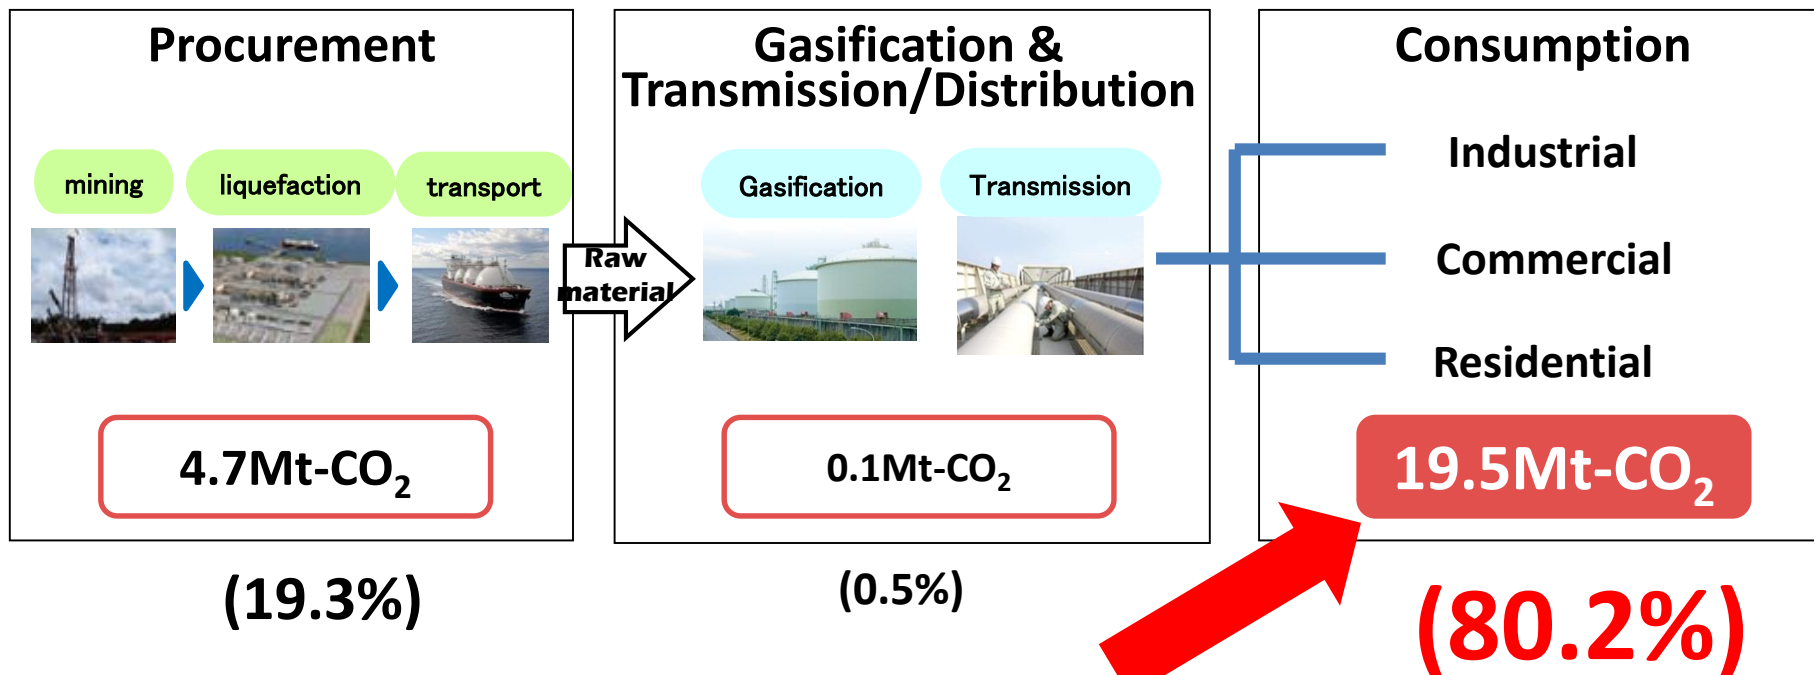 Procurement
mining
liquefaction
transport
4.7Mt-CO₂
(19.3%)
Raw
material
Gasification &
Transmission/Distribution
Gasification
Transmission
0.1Mt-CO₂
(0.5%)
Consumption
Industrial
Commercial
Residential
19.5Mt-CO₂
(80.2%)